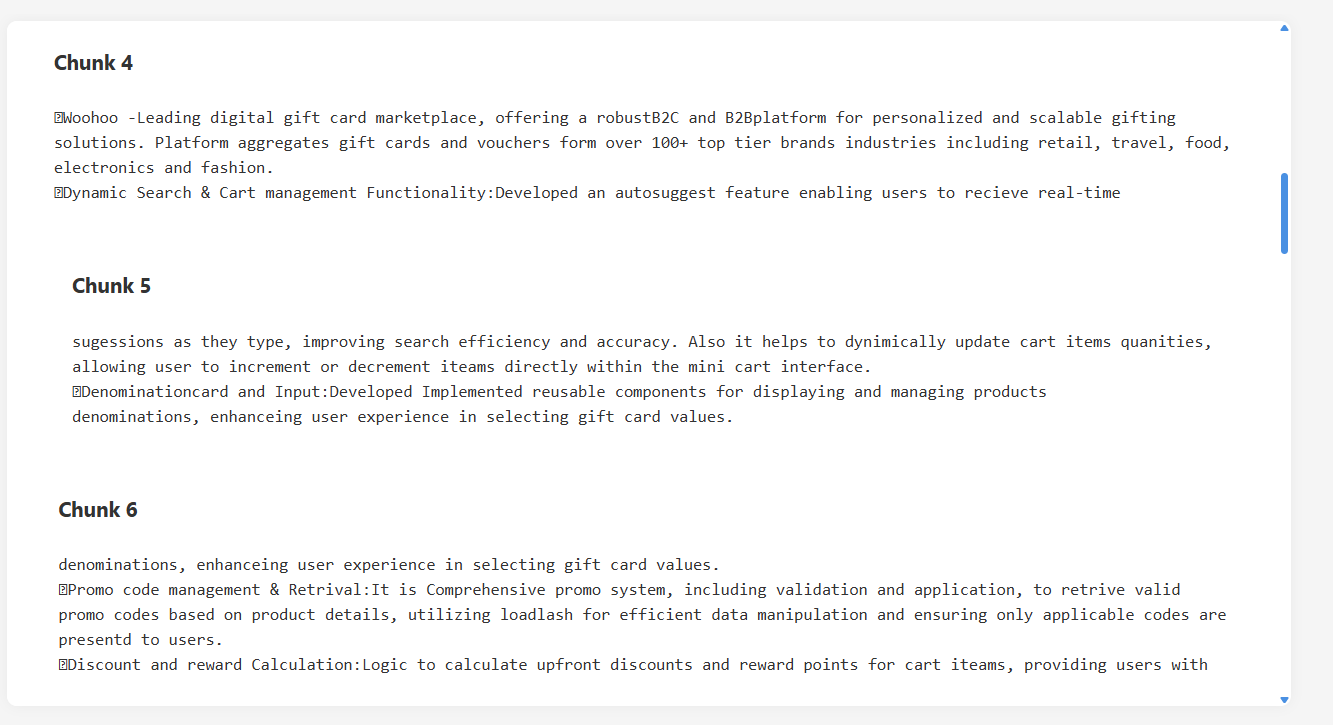 Chunk 4
⍰Woohoo -Leading digital gift card marketplace, offering a robustB2C and B2Bplatform for personalized and scalable gifting
solutions. Platform aggregates gift cards and vouchers form over 100+ top tier brands industries including retail, travel, food,
electronics and fashion.
⍰Dynamic Search & Cart management Functionality:Developed an autosuggest feature enabling users to recieve real-time
Chunk 5
sugessions as they type, improving search efficiency and accuracy. Also it helps to dynimically update cart items quanities,
allowing user to increment or decrement iteams directly within the mini cart interface.
⍰Denominationcard and Input:Developed Implemented reusable components for displaying and managing products
denominations, enhanceing user experience in selecting gift card values.
Chunk 6
denominations, enhanceing user experience in selecting gift card values.
⍰Promo code management & Retrival:It is Comprehensive promo system, including validation and application, to retrive valid
promo codes based on product details, utilizing loadlash for efficient data manipulation and ensuring only applicable codes are
presentd to users.
⍰Discount and reward Calculation:Logic to calculate upfront discounts and reward points for cart iteams, providing users with